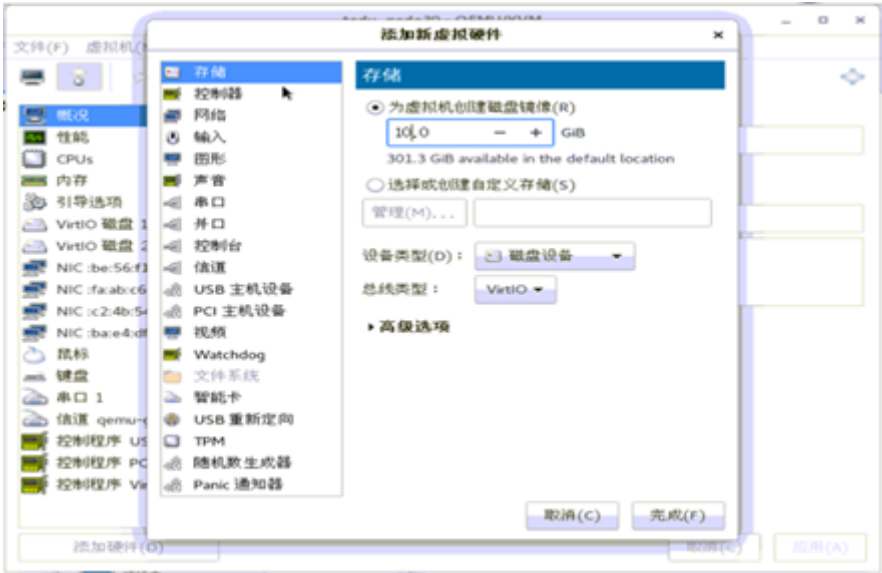 添加新虚拟硬件
文件(F)
概况
性能
CPUs
内存
引导选项
VirtIO 磁盘 1
VirtIO 磁盘 2
NIC :be:56:f1
NIC :fa:ab:c6
NIC :c2:4b:5
NIC :ba:e4:df
鼠标
键盘
串口 1
信道 qemu-
控制程序 US
控制程序 PC
控制程序 Vir
添加硬件(D)
取消(C)
应用(A)
存储
控制器
网络
输入
图形
声音
串口
并口
控制台
信道
USB 主机设备
PCI 主机设备
视频
Watchdog
文件系统
智能卡
USB 重新定向
TPM
随机数生成器
Panic 通知器
存储
为虚拟机创建磁盘镜像(R)
10.0 − + GiB
301.3 GiB available in the default location
选择或创建自定义存储(S)
管理(M)...
设备类型(D)： 磁盘设备
总线类型： VirtIO
高级选项
取消(C) 完成(F)